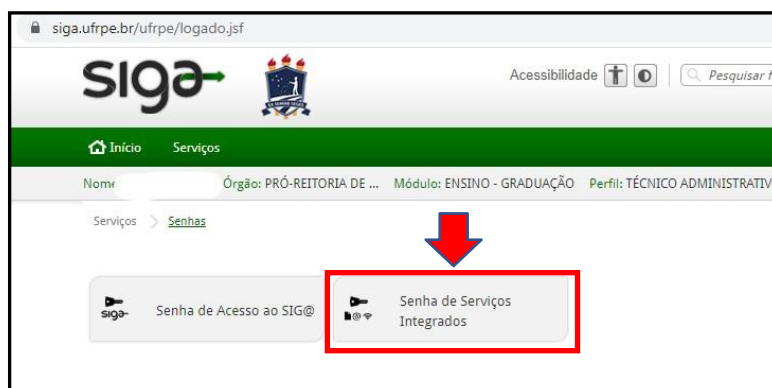 siga.ufrpe.br/ufrpe/logado.jsf
siga
Acessibilidade
Pesquisar f
Início Serviços
Nome Órgão: PRÓ-REITORIA DE ... Módulo: ENSINO - GRADUAÇÃO Perfil: TÉCNICO ADMINISTRATIV
Serviços > Senhas
siga
Senha de Acesso ao SIG@
Senha de Serviços
Integrados